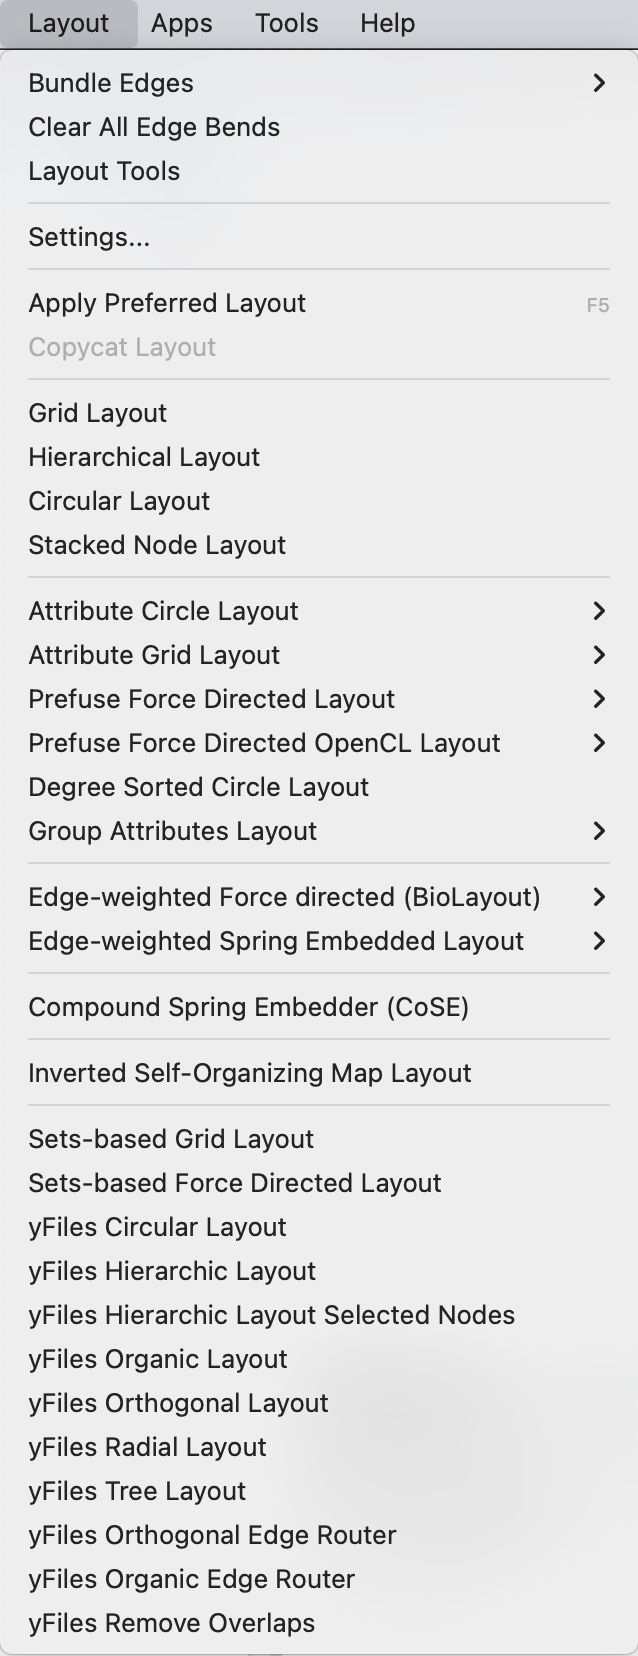 Layout Apps Tools Help
Bundle Edges
Clear All Edge Bends
Layout Tools
Settings...
Apply Preferred Layout F5
Copycat Layout
Grid Layout
Hierarchical Layout
Circular Layout
Stacked Node Layout
Attribute Circle Layout
Attribute Grid Layout
Prefuse Force Directed Layout
Prefuse Force Directed OpenCL Layout
Degree Sorted Circle Layout
Group Attributes Layout
Edge-weighted Force directed (BioLayout)
Edge-weighted Spring Embedded Layout
Compound Spring Embedder (CoSE)
Inverted Self-Organizing Map Layout
Sets-based Grid Layout
Sets-based Force Directed Layout
yFiles Circular Layout
yFiles Hierarchic Layout
yFiles Hierarchic Layout Selected Nodes
yFiles Organic Layout
yFiles Orthogonal Layout
yFiles Radial Layout
yFiles Tree Layout
yFiles Orthogonal Edge Router
yFiles Organic Edge Router
yFiles Remove Overlaps